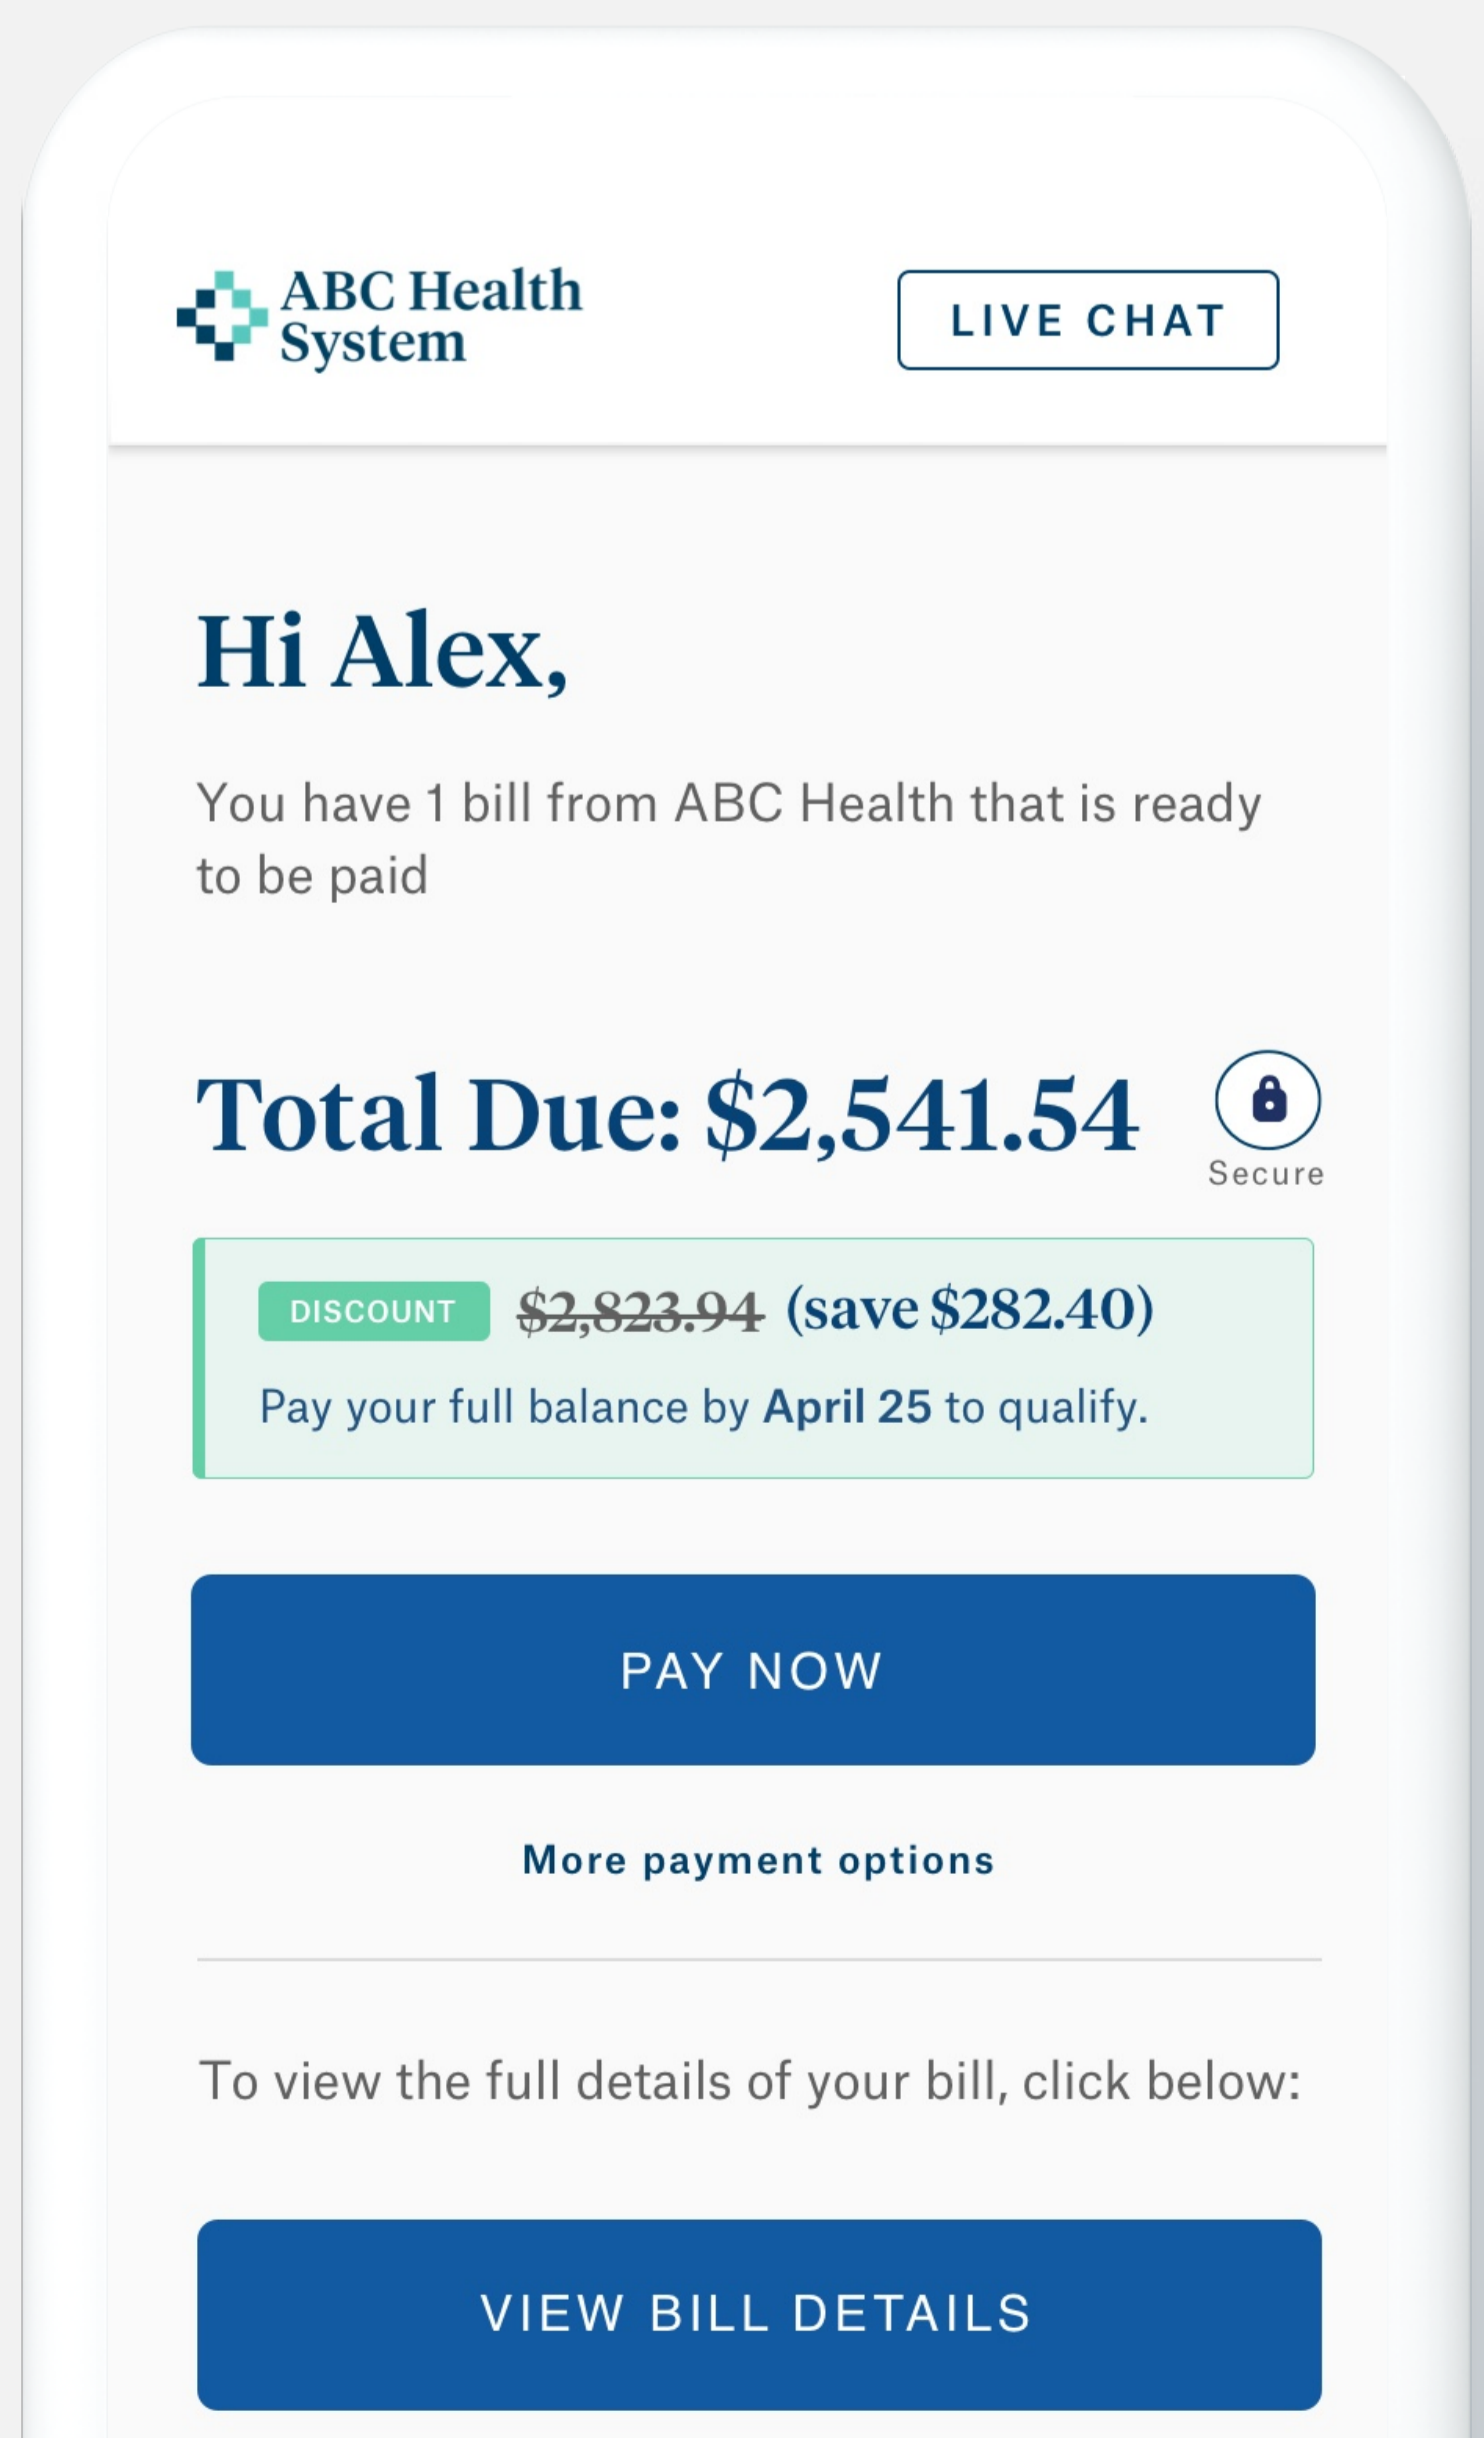 ABC Health
System
LIVE CHAT
Hi Alex,
You have 1 bill from ABC Health that is ready
to be paid
Total Due: $2,541.54
Secure
DISCOUNT $2,823.94 (save $282.40)
Pay your full balance by April 25 to qualify.
PAY NOW
More payment options
To view the full details of your bill, click below:
VIEW BILL DETAILS